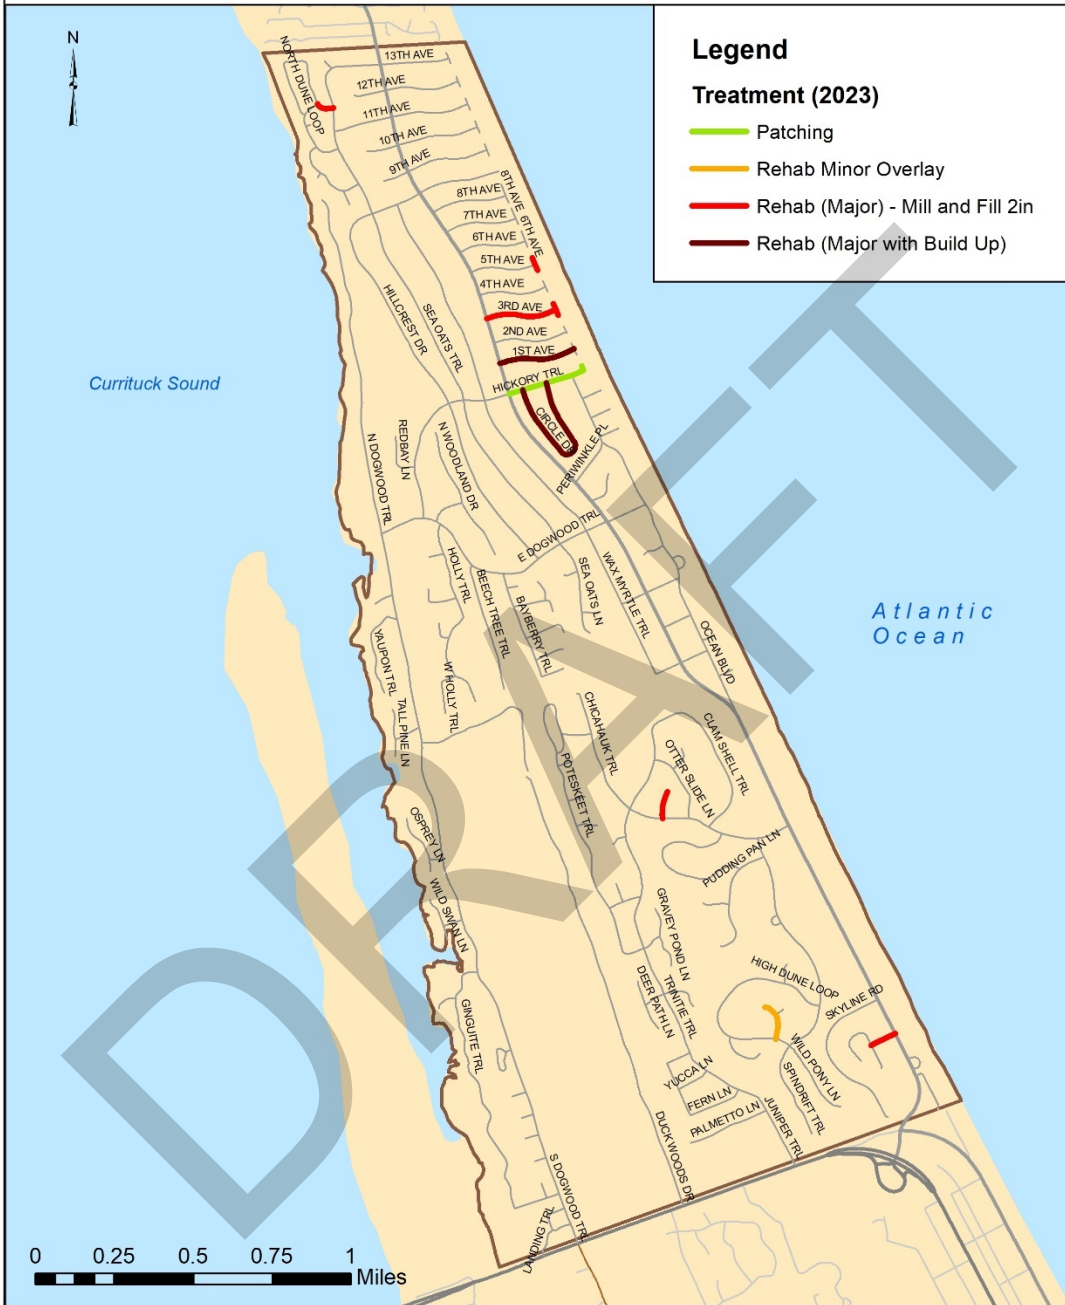 N
Legend
Treatment (2023)
Patching
Rehab Minor Overlay
Rehab (Major) - Mill and Fill 2in
Rehab (Major with Build Up)
NORTH DUNE LOOP
13TH AVE
12TH AVE
11TH AVE
10TH AVE
9TH AVE
8TH AVE
8TH AVE
7TH AVE
6TH AVE
6TH AVE
5TH AVE
4TH AVE
3RD AVE
2ND AVE
1ST AVE
HICKORY TRL
HILLCREST DR
SEA OATS TRL
Currituck Sound
CIRCLE DR
PERIWINKLE PL
REDBAY LN
N WOODLAND DR
N DOGWOOD TRL
E DOGWOOD TRL
HOLLY TRL
BEECH TREE TRL
BAYBERRY TRL
SEA OATS LN
WAX MYRTLE TRL
OCEAN BLVD
Atlantic
Ocean
YAUPON TRL
W HOLLY TRL
TALL PINE LN
CHICAHAUK TRL
CLAM SHELL TRL
OTTER SLIDE LN
POTESKEET TRL
OSPREY LN
PUDDING PAN LN
WILD SWAN LN
GRAVEY POND LN
TRINITIE TRL
DEER PATH LN
HIGH DUNE LOOP
SKYLINE RD
GINGUITE TRL
WILD PONY LN
SPINDRIFT TRL
YUCCA LN
FERN LN
PALMETTO LN
JUNIPER TRL
DUCK WOODS DR
S DOGWOOD TRL
LANDING TRL
DRAFT
0 0.25 0.5 0.75 1
Miles